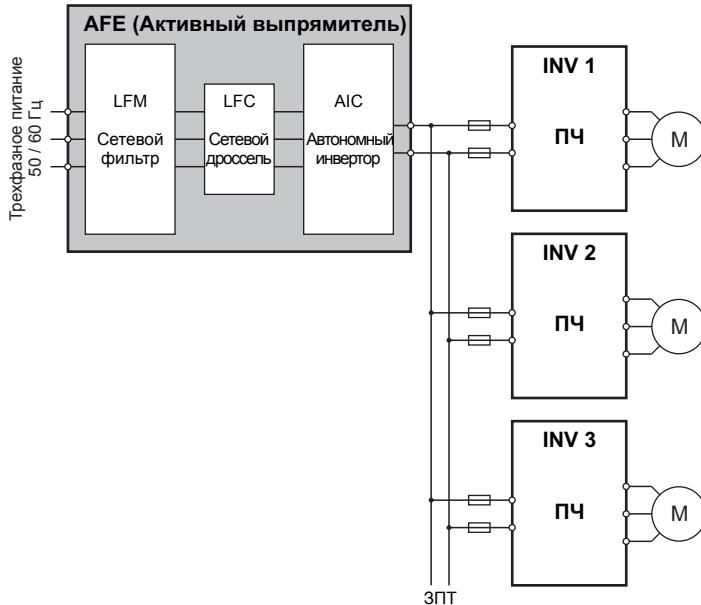 AFE (Активный выпрямитель)
Трехфазное питание
50 / 60 Гц
LFM
Сетевой
фильтр
LFC
Сетевой
дроссель
AIC
Автономный
инвертор
INV 1
ПЧ
M
INV 2
ПЧ
M
INV 3
ПЧ
M
ЗПТ